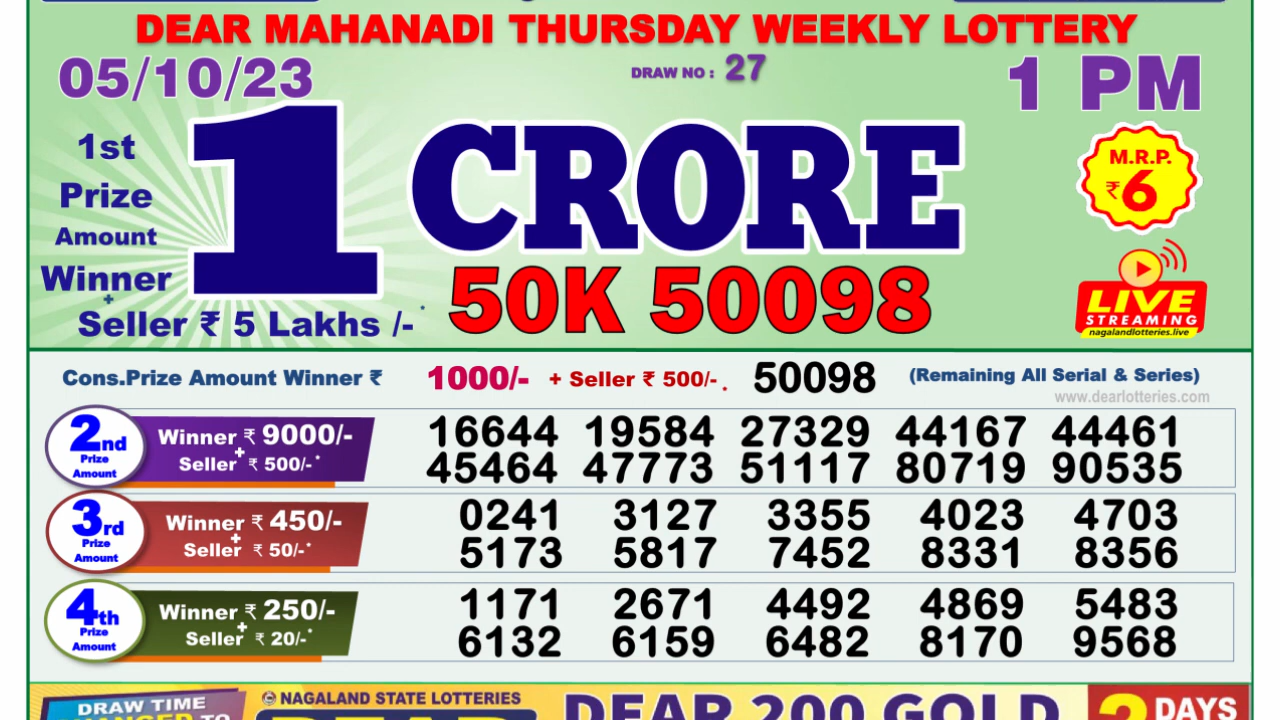 DEAR MAHANADI THURSDAY WEEKLY LOTTERY
05/10/23
DRAW NO : 27
1 PM
1st
Prize
Amount
Winner
+
Seller ₹ 5 Lakhs /- *
1 CRORE
50K 50098
M.R.P.
₹6
LIVE
STREAMING
nagalandlotteries.live
Cons.Prize Amount Winner ₹ 1000/- + Seller ₹ 500/- . 50098 (Remaining All Serial & Series)
www.dearlotteries.com
2nd
Prize
Amount
Winner ₹ 9000/-
+
Seller ₹ 500/-*
16644 19584 27329 44167 44461
45464 47773 51117 80719 90535
3rd
Prize
Amount
Winner ₹ 450/-
+
Seller ₹ 50/-*
0241 3127 3355 4023 4703
5173 5817 7452 8331 8356
4th
Prize
Amount
Winner ₹ 250/-
+
Seller ₹ 20/-*
1171 2671 4492 4869 5483
6132 6159 6482 8170 9568
DRAW TIME
TO
NAGALAND STATE LOTTERIES
DEAR
DEAR 200 GOLD
DAYS